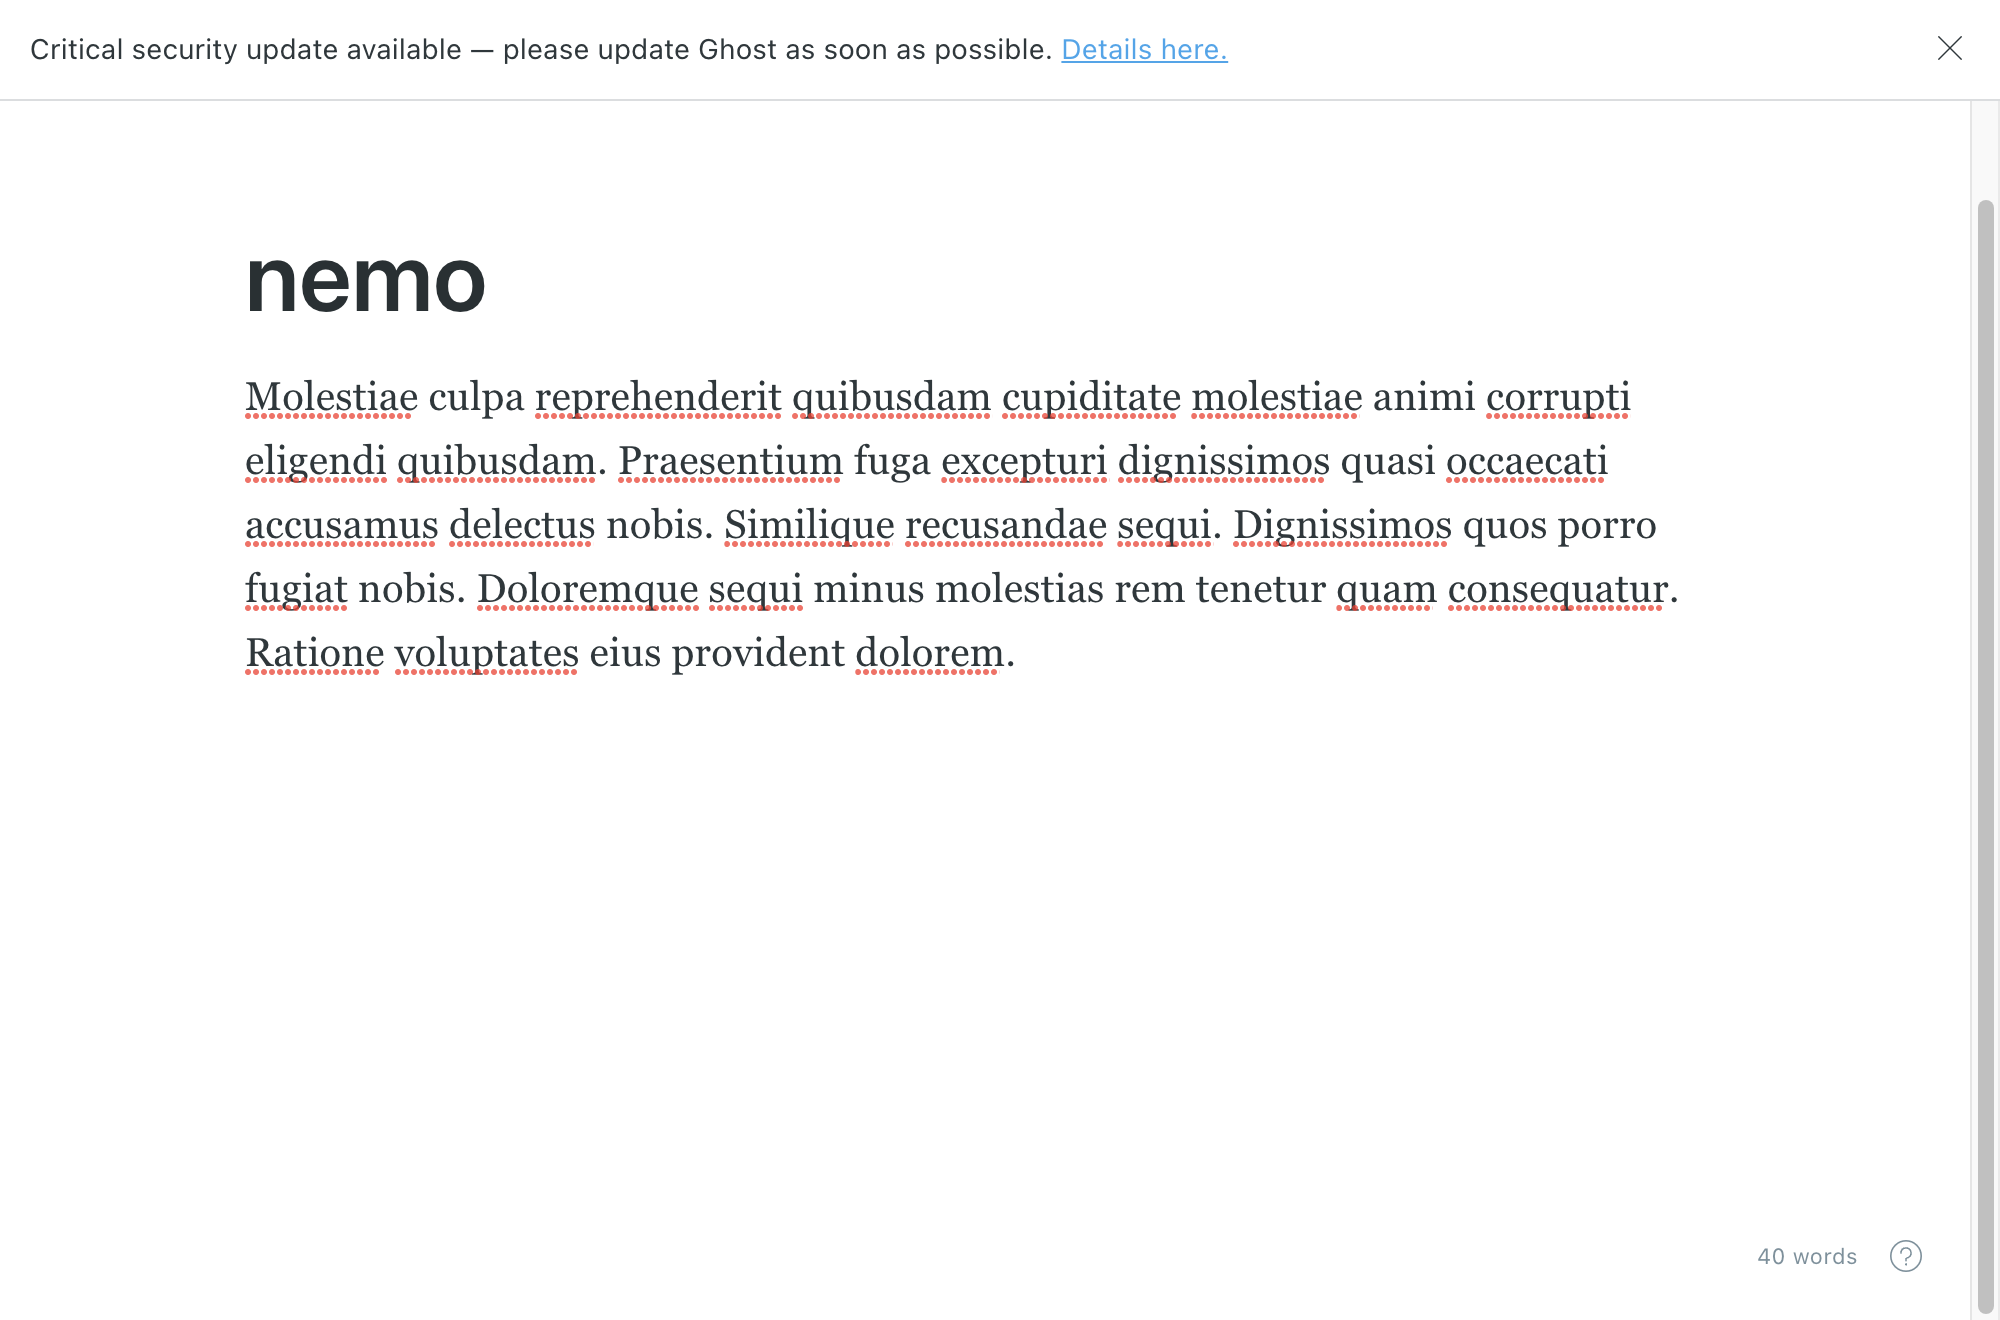 Critical security update available — please update Ghost as soon as possible. Details here.
nemo
Molestiae culpa reprehenderit quibusdam cupiditate molestiae animi corrupti
eligendi quibusdam. Praesentium fuga excepturi dignissimos quasi occaecati
accusamus delectus nobis. Similique recusandae sequi. Dignissimos quos porro
fugiat nobis. Doloremque sequi minus molestias rem tenetur quam consequatur.
Ratione voluptates eius provident dolorem.
40 words
?